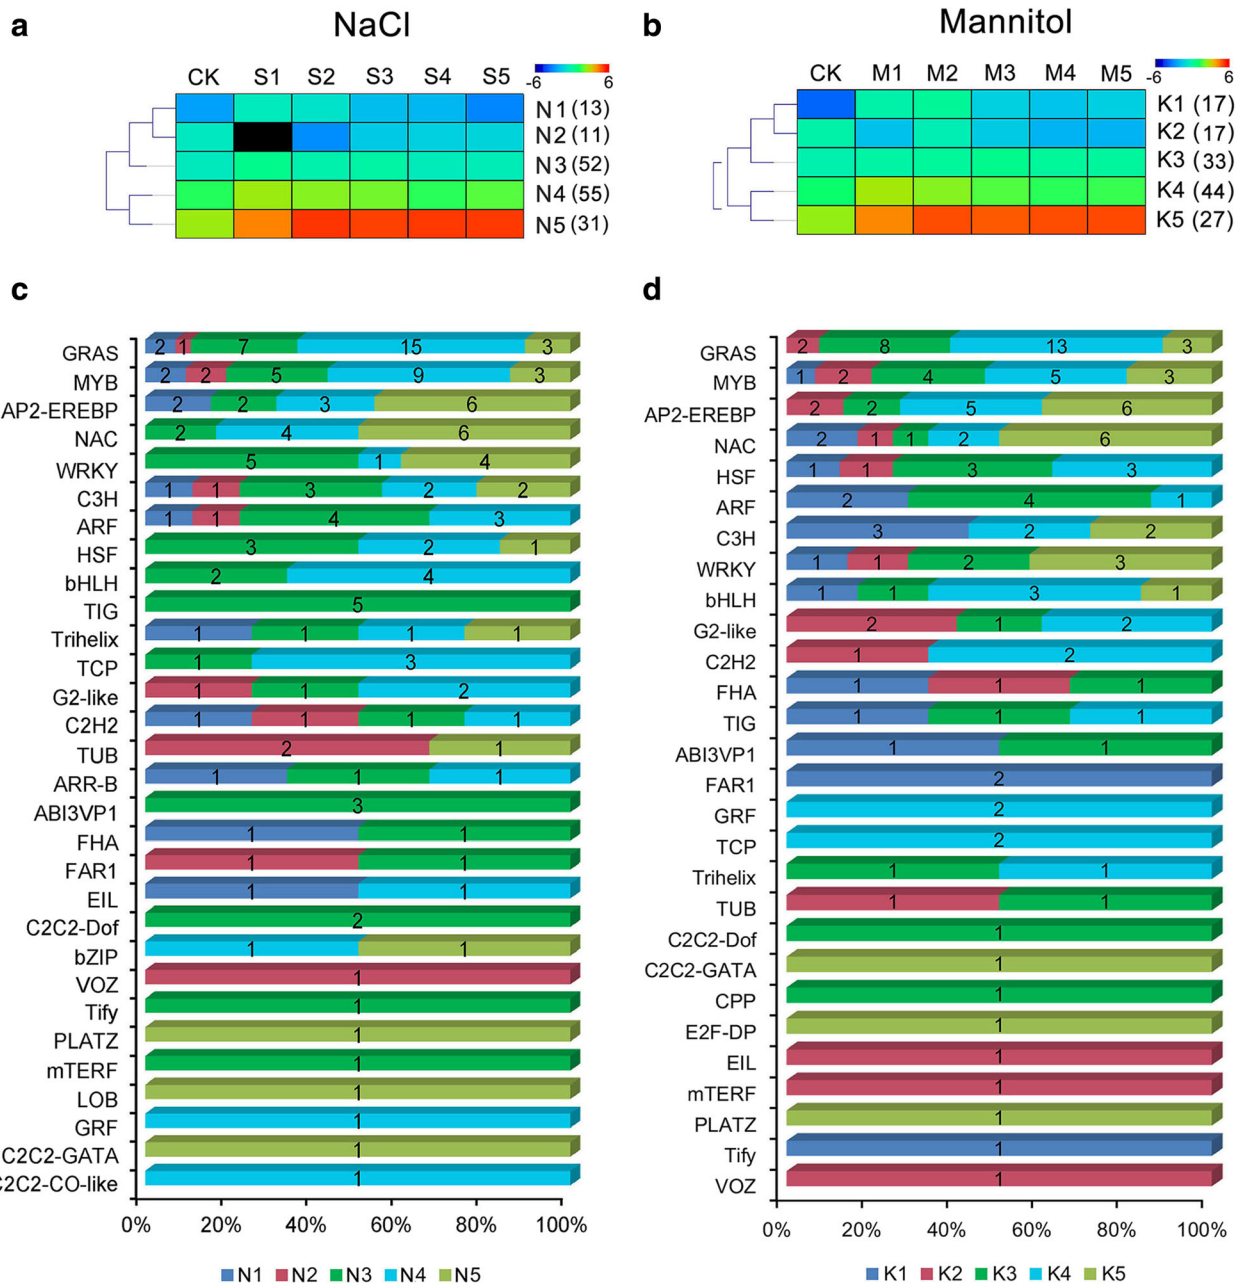 a
NaCl
CK S1 S2 S3 S4 S5
-6 6
N1 (13)
N2 (11)
N3 (52)
N4 (55)
N5 (31)
b
Mannitol
CK M1 M2 M3 M4 M5
-6 6
K1 (17)
K2 (17)
K3 (33)
K4 (44)
K5 (27)
c
GRAS 2 1 7 15 3
MYB 2 2 5 9 3
AP2-EREBP 2 2 3 6
NAC 2 4 6
WRKY 5 1 4
C3H 1 1 3 2 2
ARF 1 1 4 3
HSF 3 2 1
bHLH 2 4
TIG 5
Trihelix 1 1 1 1
TCP 1 3
G2-like 1 1 2
C2H2 1 1 1 1
TUB 2 1
ARR-B 1 1 1
ABI3VP1 3
FHA 1 1
FAR1 1 1
EIL 1 1
C2C2-Dof 2
bZIP 1 1
VOZ 1
Tify 1
PLATZ 1
mTERF 1
LOB 1
GRF 1
C2C2-GATA 1
C2C2-CO-like 1
0% 20% 40% 60% 80% 100%
N1 N2 N3 N4 N5
d
GRAS 2 8 13 3
MYB 1 2 4 5 3
AP2-EREBP 2 2 5 6
NAC 2 1 1 2 6
HSF 1 1 3 3
ARF 2 4 1
C3H 3 2 2
WRKY 1 1 2 3
bHLH 1 1 3 1
G2-like 2 1 2
C2H2 1 2
FHA 1 1 1
TIG 1 1 1
ABI3VP1 1 1
FAR1 2
GRF 2
TCP 2
Trihelix 1 1
TUB 1 1
C2C2-Dof 1
C2C2-GATA 1
CPP 1
E2F-DP 1
EIL 1
mTERF 1
PLATZ 1
Tify 1
VOZ 1
0% 20% 40% 60% 80% 100%
K1 K2 K3 K4 K5